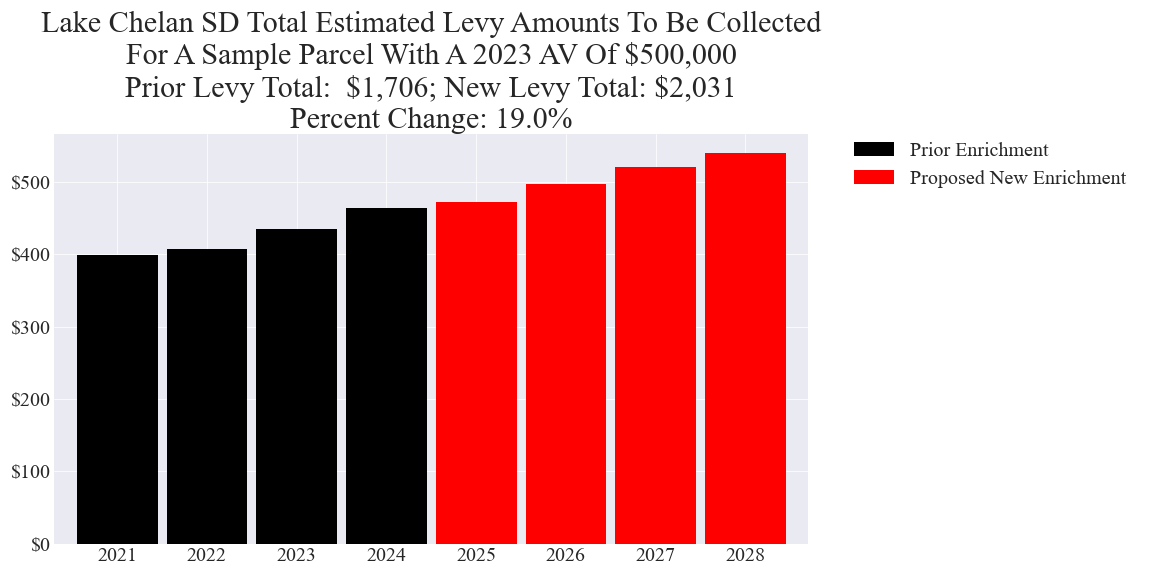 Lake Chelan SD Total Estimated Levy Amounts To Be Collected
For A Sample Parcel With A 2023 AV Of $500,000
Prior Levy Total:  $1,706; New Levy Total: $2,031
Percent Change: 19.0%
Prior Enrichment
Proposed New Enrichment
$500
$400
$300
$200
$100
$0
2021 2022 2023 2024 2025 2026 2027 2028